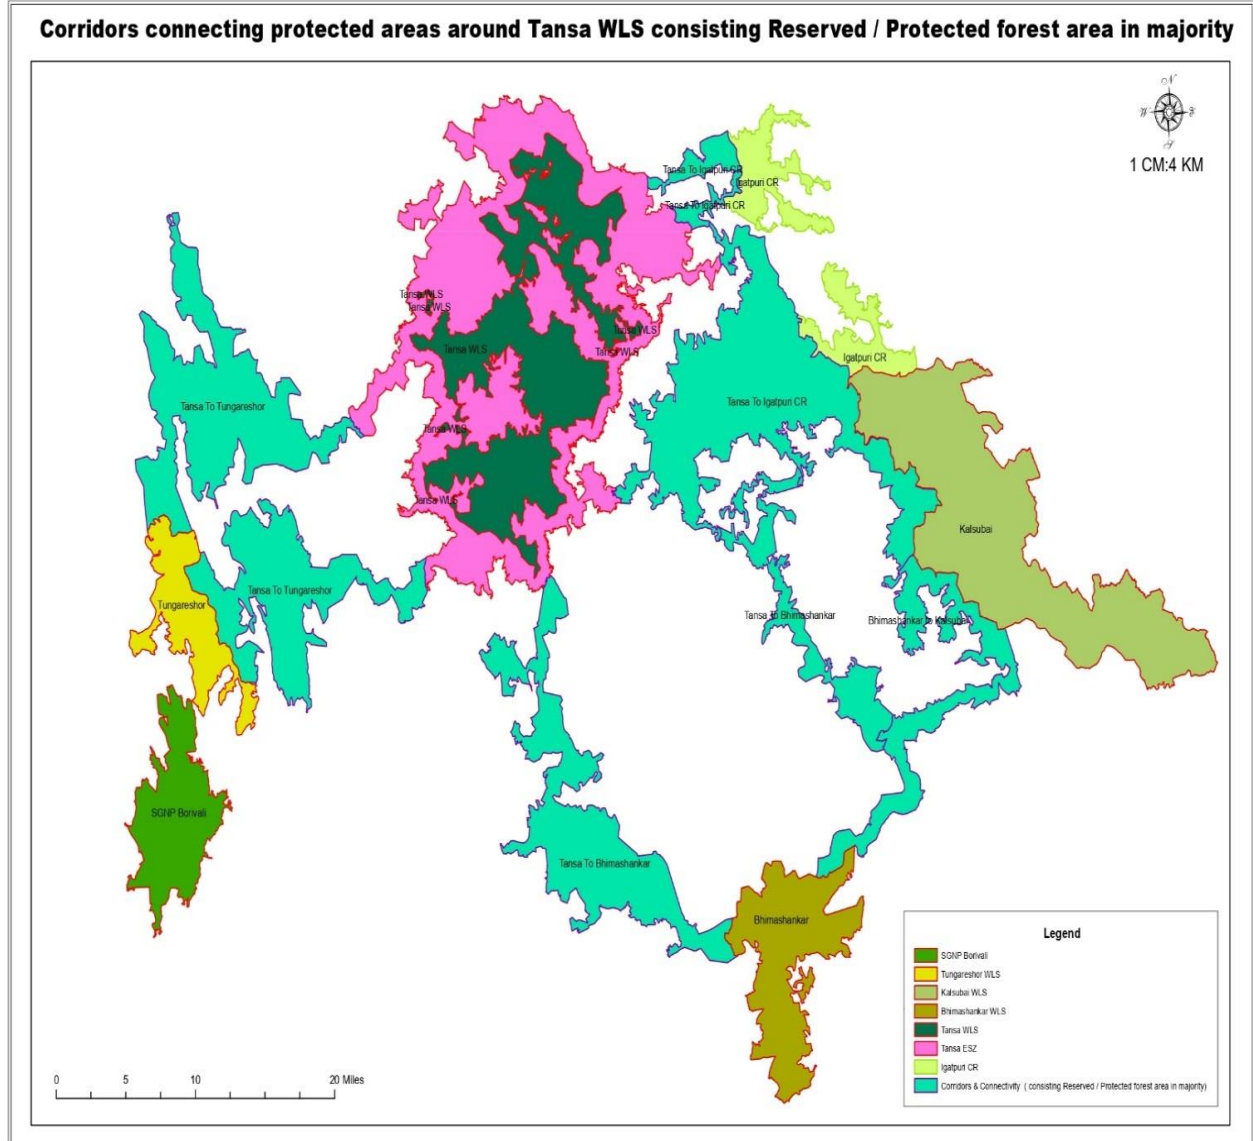 Corridors connecting protected areas around Tansa WLS consisting Reserved / Protected forest area in majority
N
W
E
S
1 CM:4 KM
Tansa To Igatpuri CR
Igatpuri CR
Tansa To Igatpuri CR
Tansa WLS
Tansa WLS
Tansa WLS
Tansa WLS
Tansa WLS
Igatpuri CR
Tansa To Tungareshor
Tansa To Igatpuri CR
Tansa WLS
Tansa WLS
Kalsubai
Tansa To Tungareshor
Tungareshor
Tansa To Bhimashankar
Bhimashankar to Kalsubai
SGNP Borivali
Tansa To Bhimashankar
Bhimashankar
Legend
SGNP Borivali
Tungareshor WLS
Kalsubai WLS
Bhimashankar WLS
Tansa WLS
Tansa ESZ
Igatpuri CR
Corridors & Connectivity ( consisting Reserved / Protected forest area in majority)
0 5 10 20 Miles